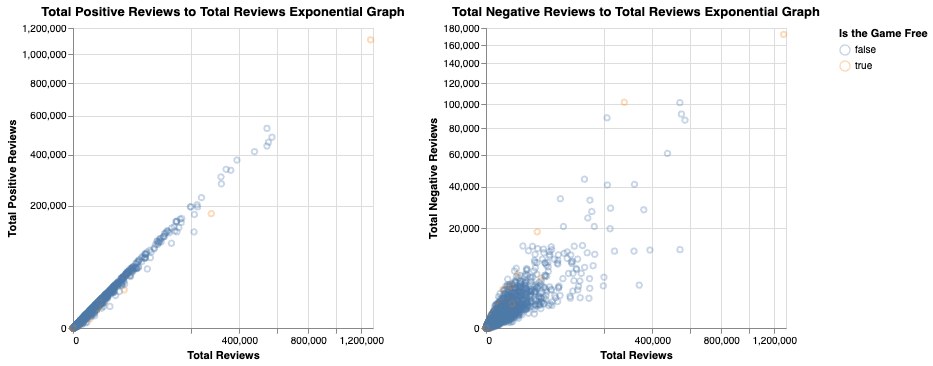 Total Positive Reviews to Total Reviews Exponential Graph
1,200,000
1,000,000
800,000
600,000
400,000
200,000
0
Total Positive Reviews
0
400,000
800,000
1,200,000
Total Reviews
Total Negative Reviews to Total Reviews Exponential Graph
180,000
160,000
140,000
120,000
100,000
80,000
60,000
40,000
20,000
0
Total Negative Reviews
0
400,000
800,000
1,200,000
Total Reviews
Is the Game Free
false
true